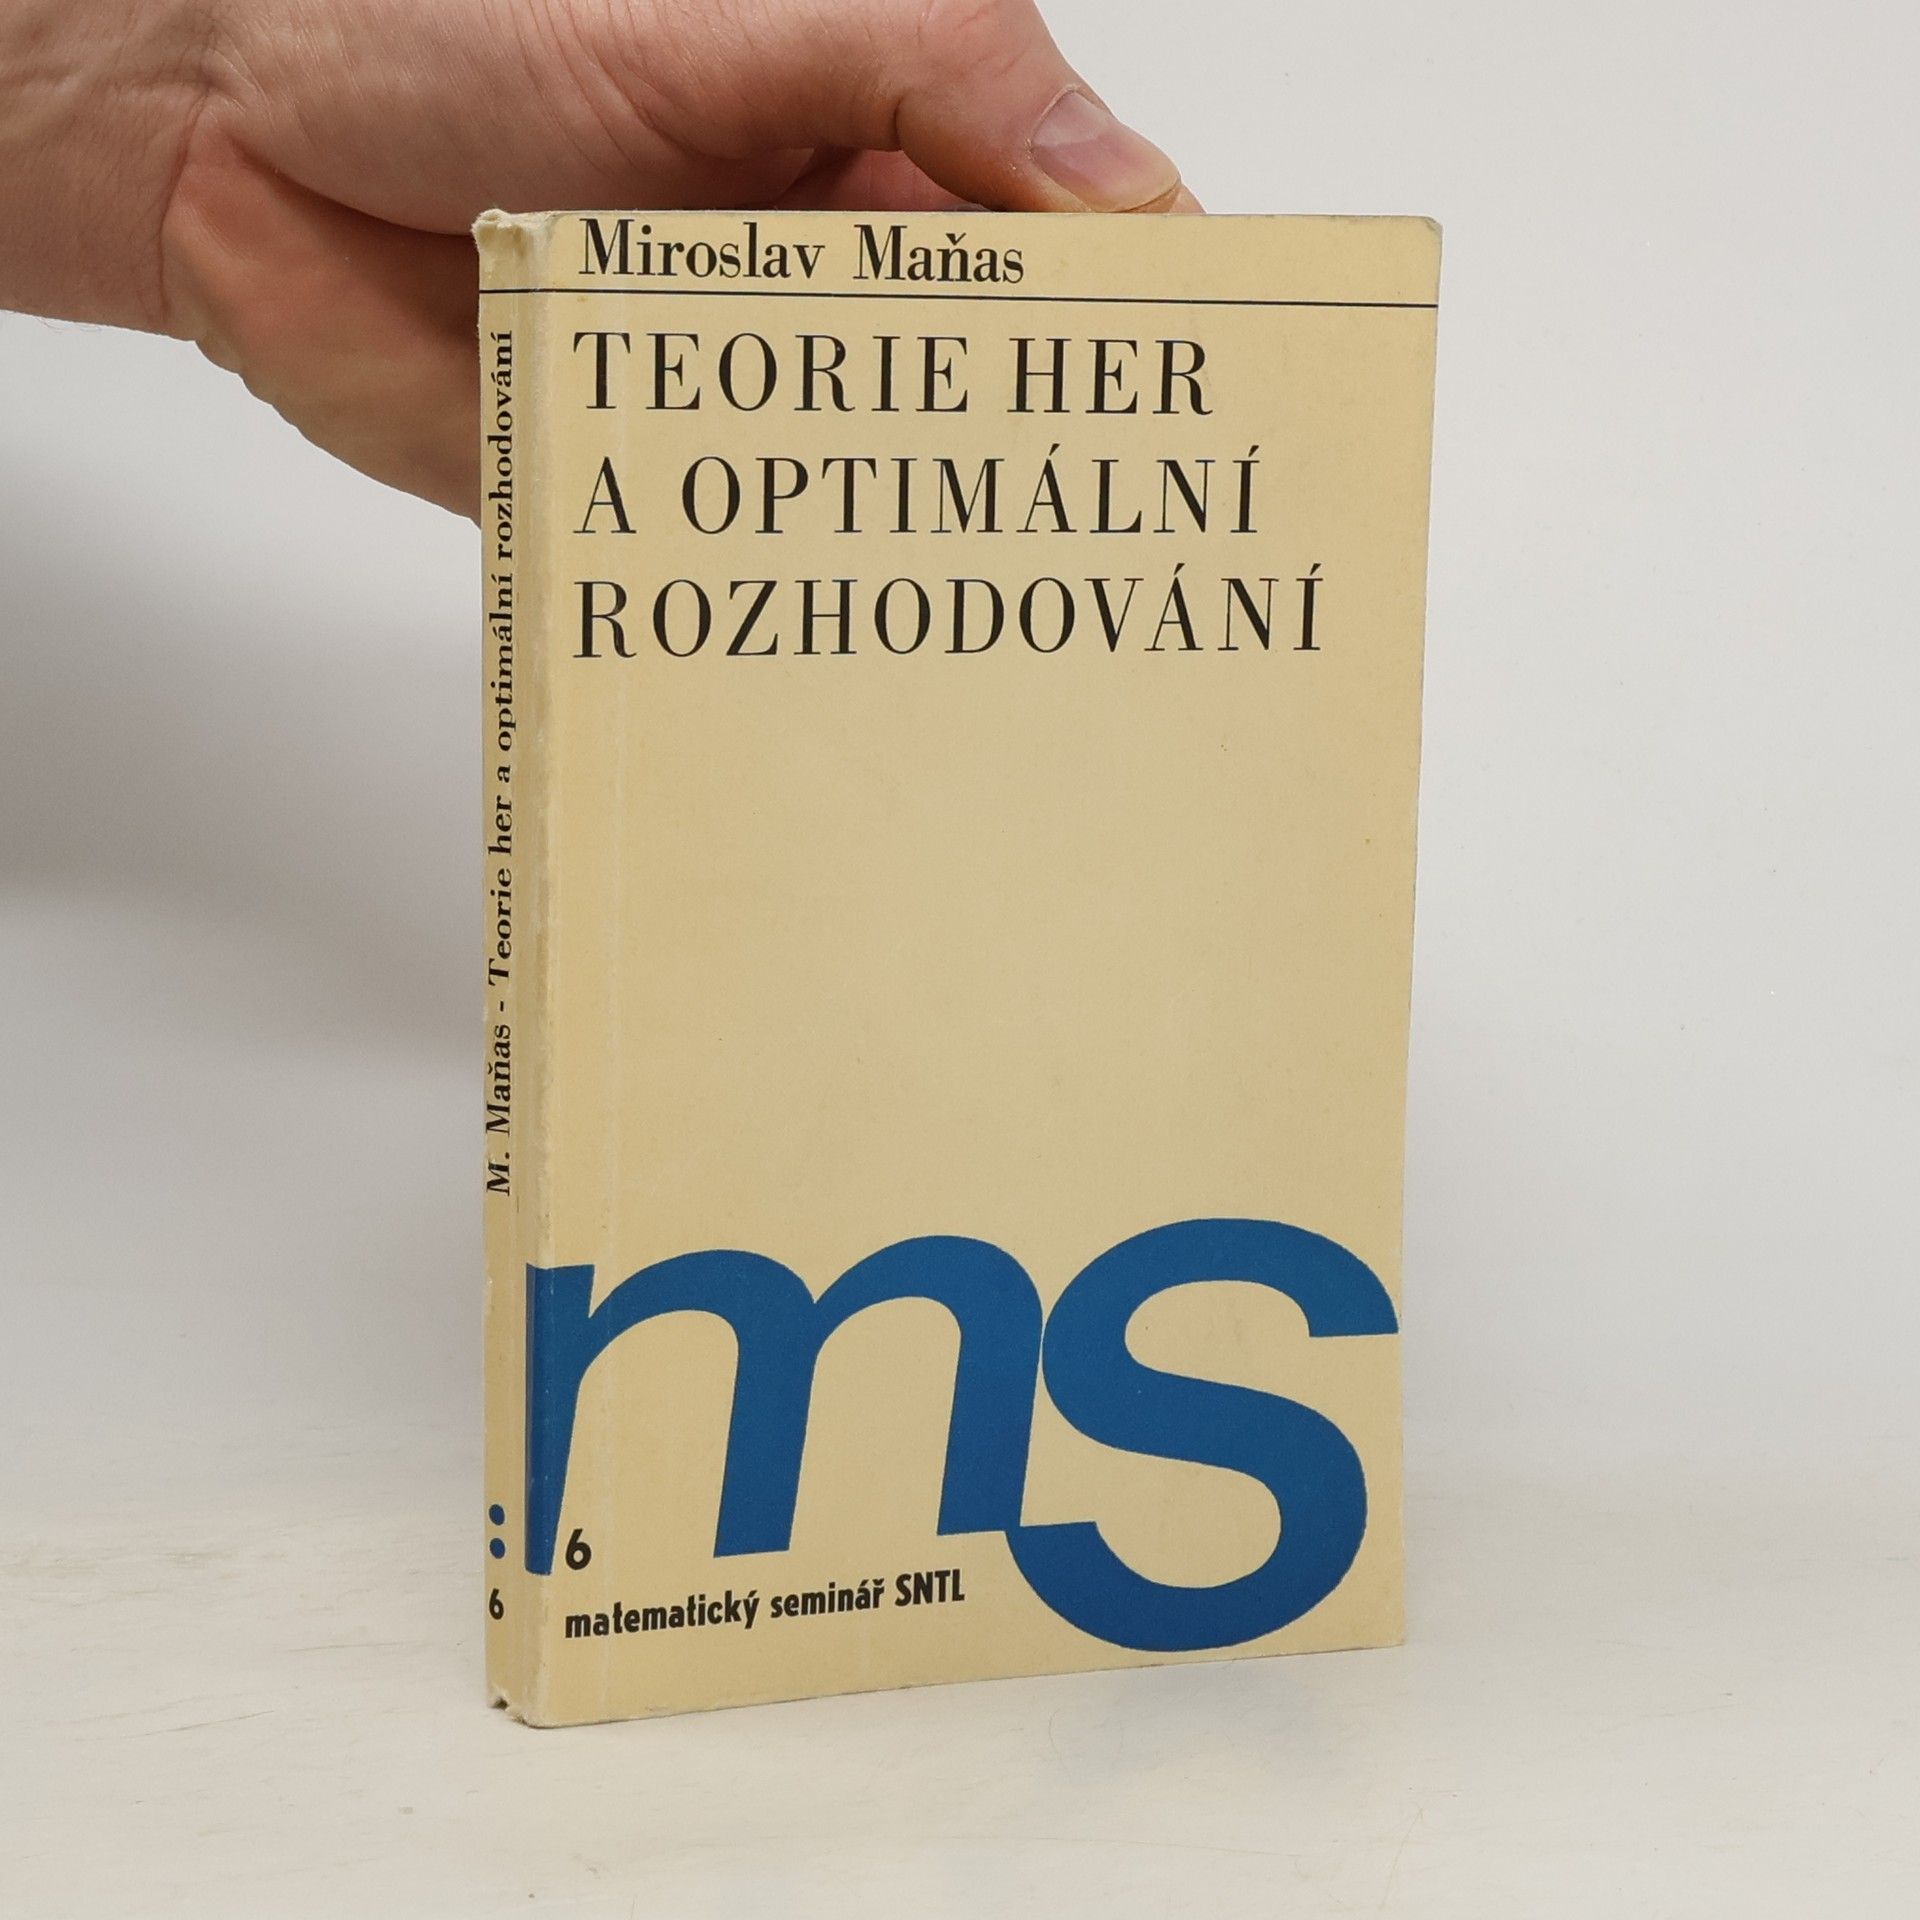 Miroslav Maňas
TEORIE HER
A OPTIMÁLNÍ
ROZHODOVÁNÍ
ms
6
matematický seminář SNTL
M. Maňas - Teorie her a optimální rozhodování
6